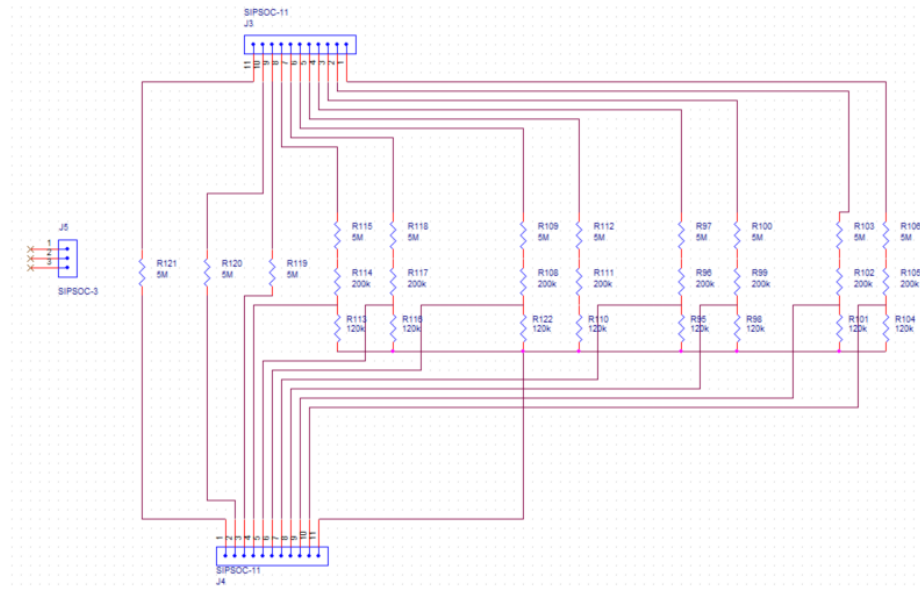 SIPSOC-11
J3
11 10 9 8 7 6 5 4 3 2 1
J5
1
2
3
SIPSOC-3
R115
5M
R118
5M
R109
5M
R112
5M
R97
5M
R100
5M
R103
5M
R106
5M
R121
5M
R120
5M
R119
5M
R114
200k
R117
200k
R108
200k
R111
200k
R96
200k
R99
200k
R102
200k
R105
200k
R113
120k
R116
120k
R122
120k
R110
120k
R95
120k
R98
120k
R101
120k
R104
120k
1 2 3 4 5 6 7 8 9 10 11
SIPSOC-11
J4